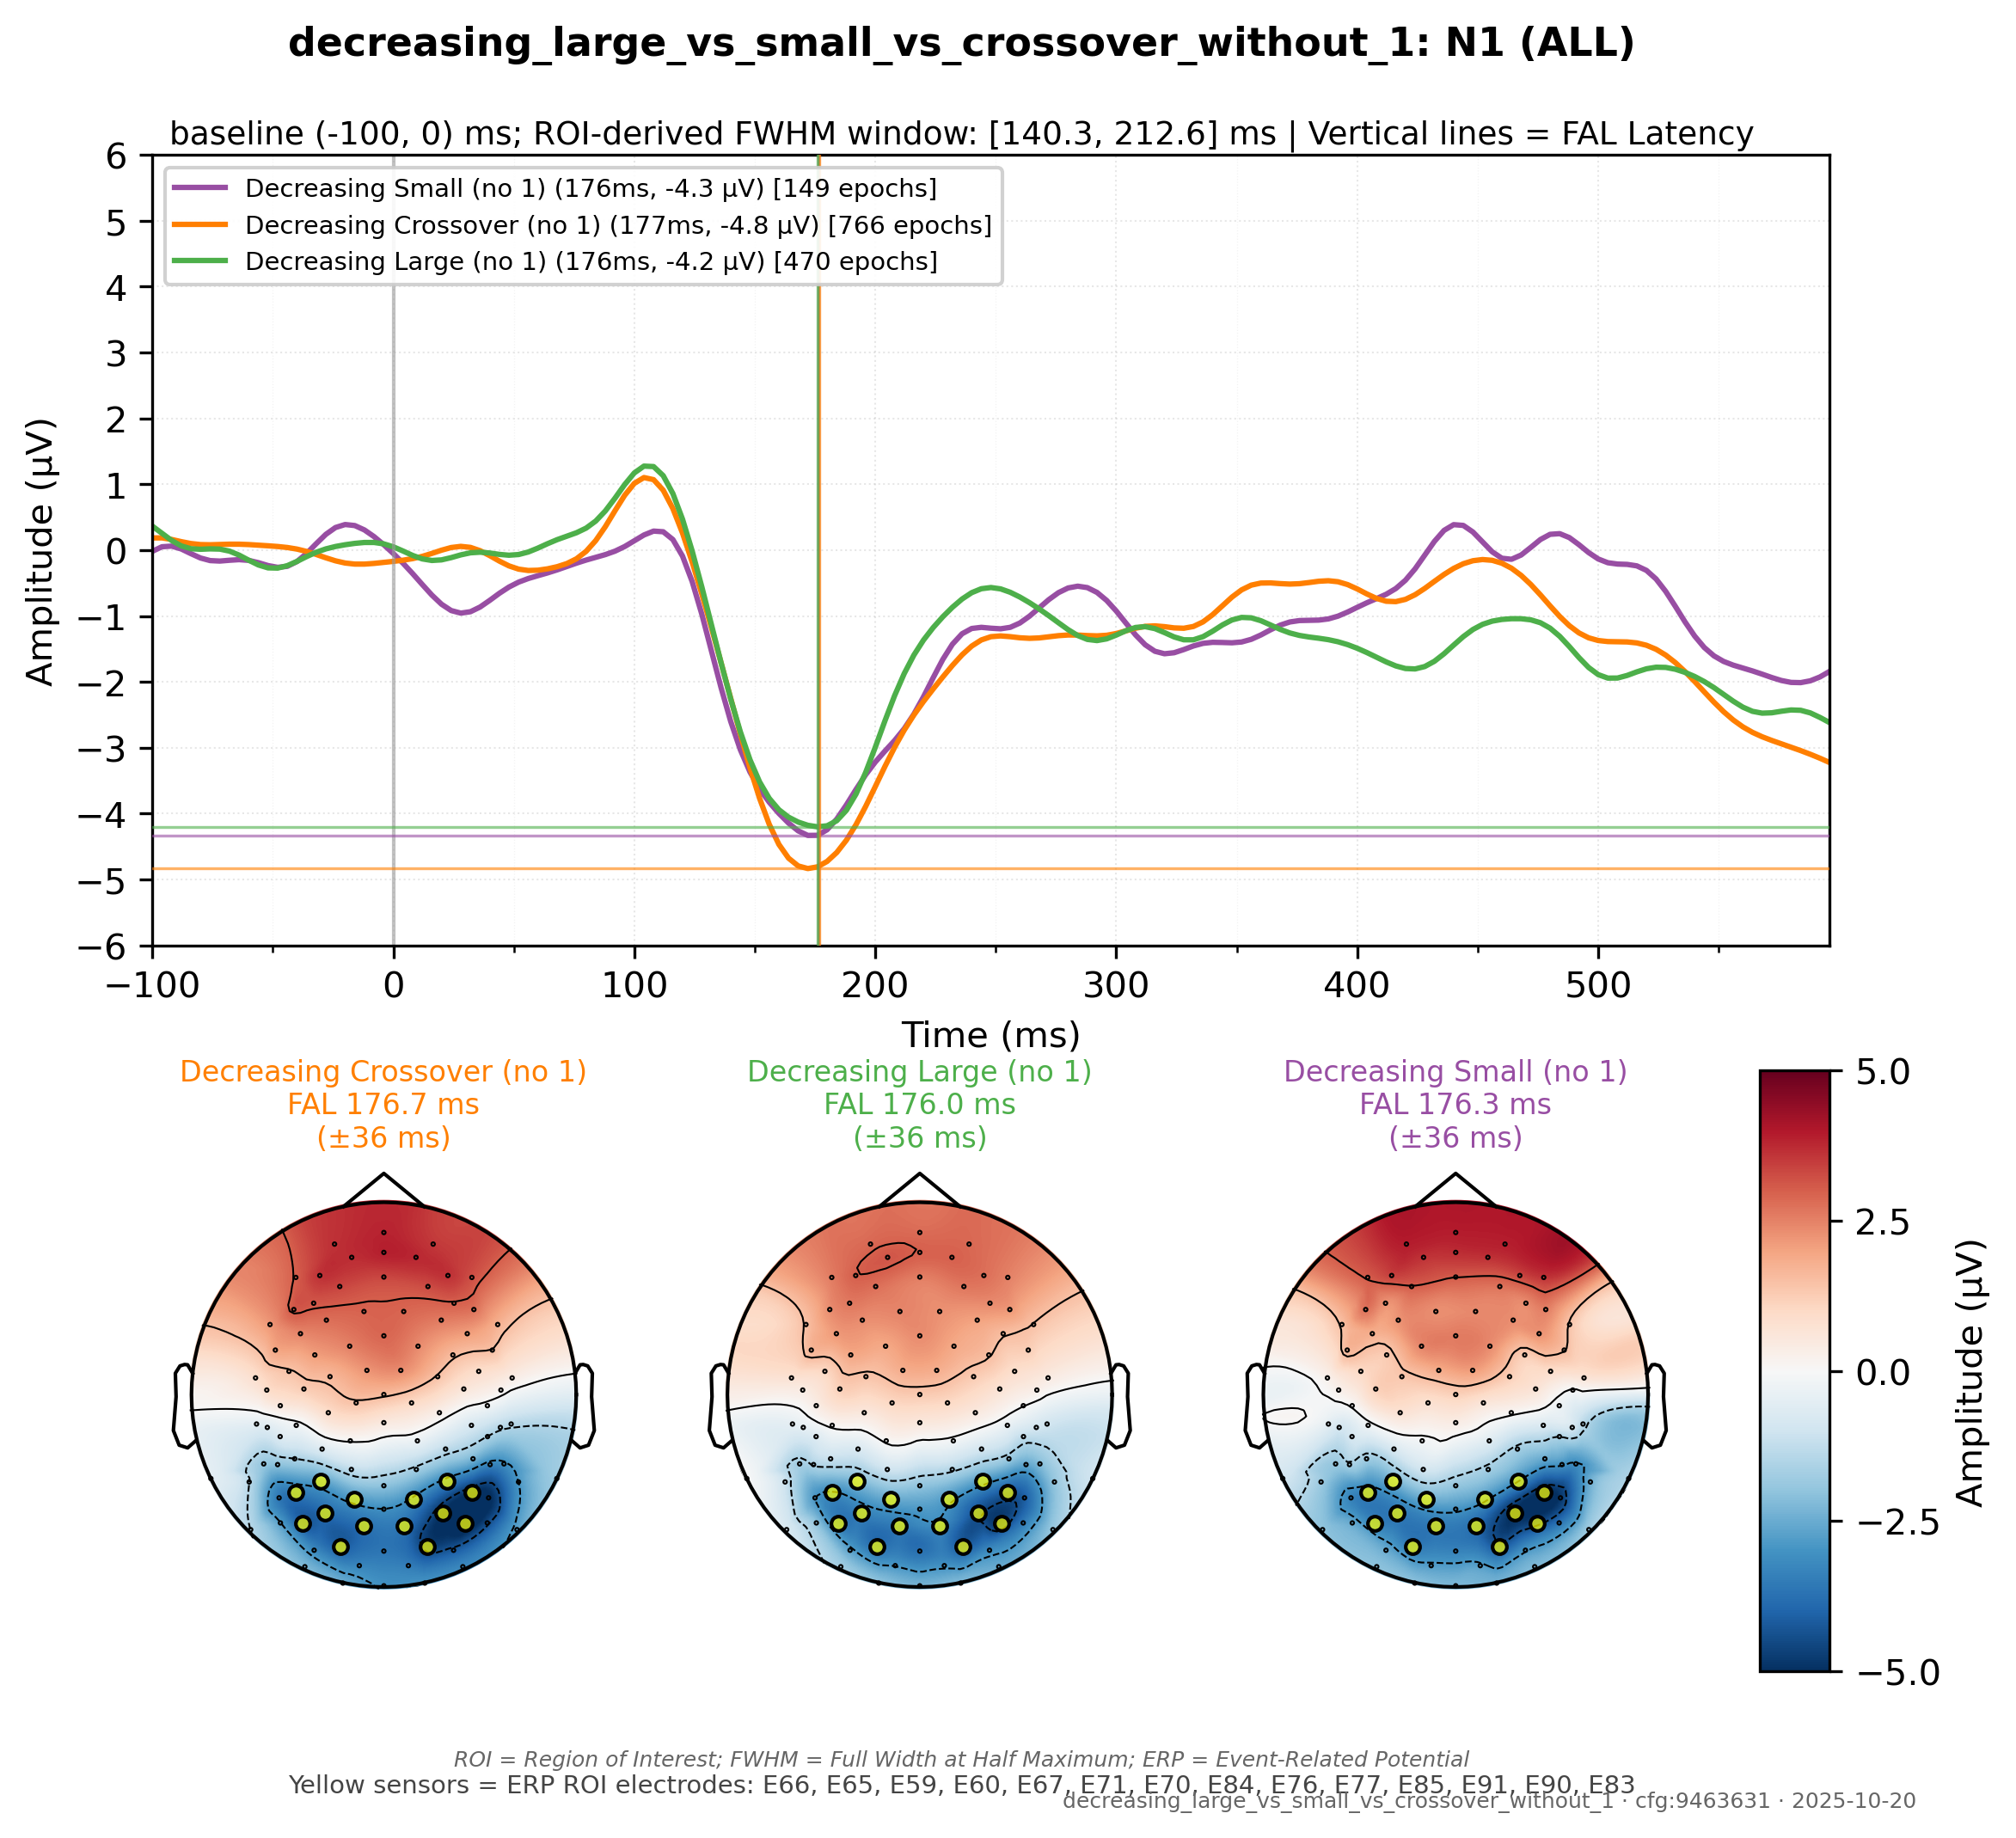 decreasing_large_vs_small_vs_crossover_without_1: N1 (ALL)
baseline (-100, 0) ms; ROI-derived FWHM window: [140.3, 212.6] ms | Vertical lines = FAL Latency
Decreasing Small (no 1) (176ms, -4.3 µV) [149 epochs]
Decreasing Crossover (no 1) (177ms, -4.8 µV) [766 epochs]
Decreasing Large (no 1) (176ms, -4.2 µV) [470 epochs]
Amplitude (µV)
6
5
4
3
2
1
0
−1
−2
−3
−4
−5
−6
−100
0
100
200
300
400
500
Time (ms)
Decreasing Crossover (no 1)
FAL 176.7 ms
(±36 ms)
Decreasing Large (no 1)
FAL 176.0 ms
(±36 ms)
Decreasing Small (no 1)
FAL 176.3 ms
(±36 ms)
5.0
2.5
0.0
−2.5
−5.0
Amplitude (µV)
ROI = Region of Interest; FWHM = Full Width at Half Maximum; ERP = Event-Related Potential
Yellow sensors = ERP ROI electrodes: E66, E65, E59, E60, E67, E71, E70, E84, E76, E77, E85, E91, E90, E83
decreasing_large_vs_small_vs_crossover_without_1 · cfg:9463631 · 2025-10-20